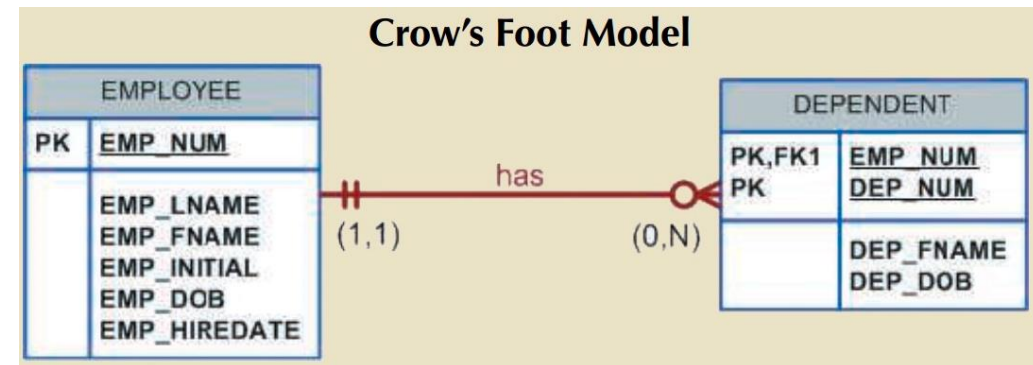 Crow's Foot Model
EMPLOYEE
PK EMP_NUM
EMP_LNAME
EMP_FNAME
EMP_INITIAL
EMP_DOB
EMP_HIREDATE
has
(1,1)
(0,N)
DEPENDENT
PK,FK1 EMP_NUM
PK DEP_NUM
DEP_FNAME
DEP_DOB